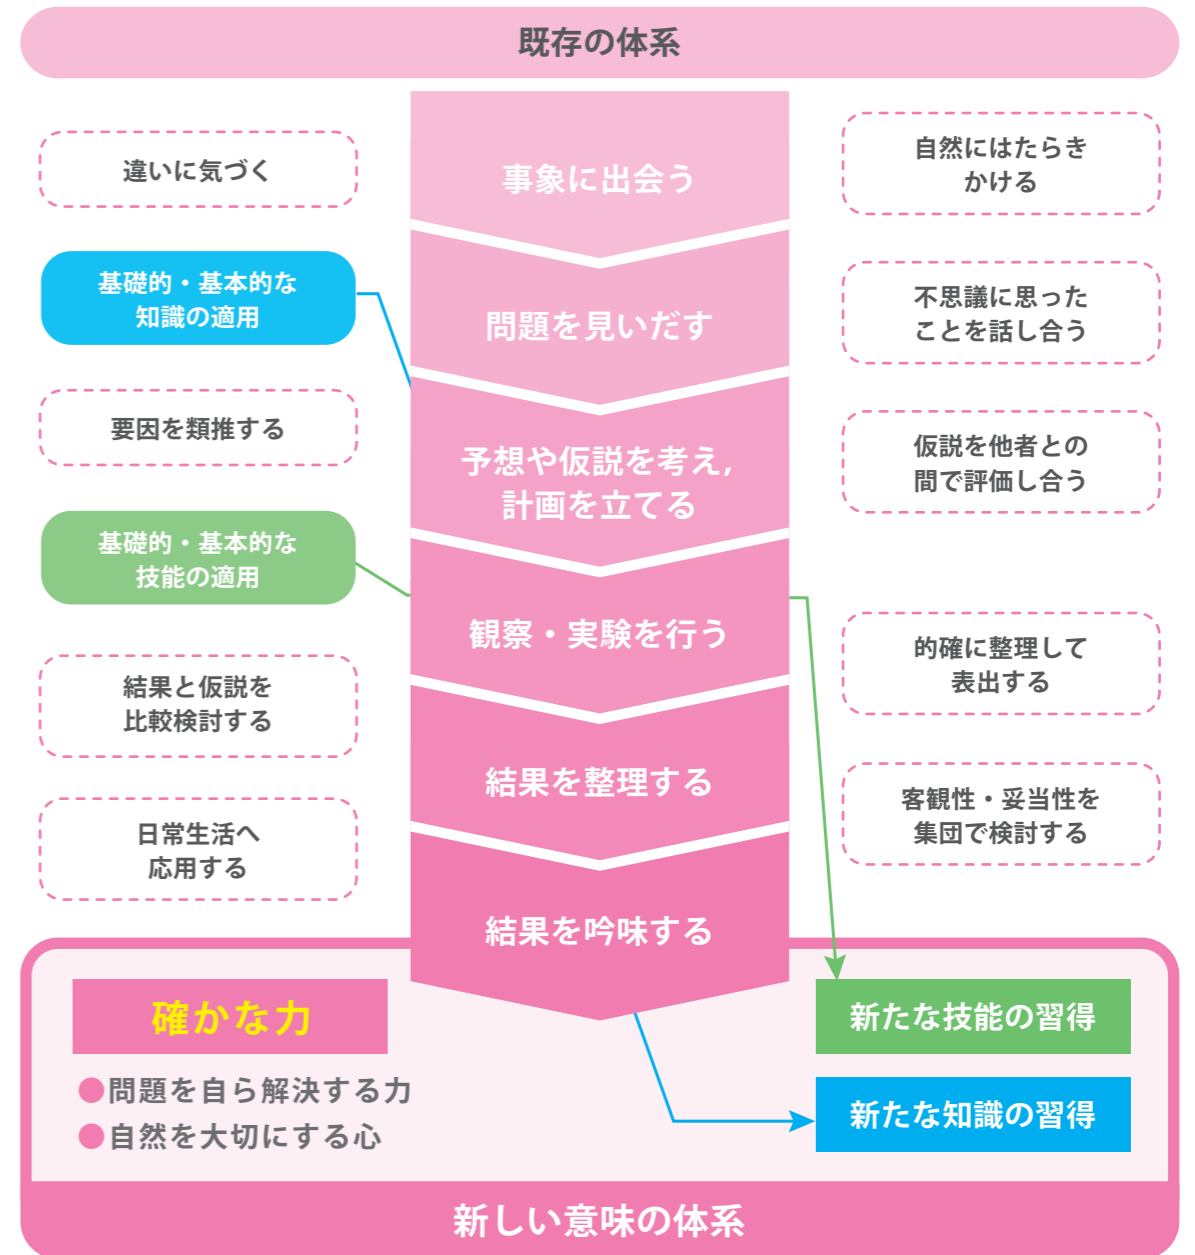 既存の体系
違いに気づく
基礎的・基本的な
知識の適用
要因を類推する
基礎的・基本的な
技能の適用
結果と仮説を
比較検討する
日常生活へ
応用する
事象に出会う
問題を見いだす
予想や仮説を考え,
計画を立てる
観察・実験を行う
結果を整理する
結果を吟味する
自然にはたらき
かける
不思議に思った
ことを話し合う
仮説を他者との
間で評価し合う
的確に整理して
表出する
客観性・妥当性を
集団で検討する
確かな力
●問題を自ら解決する力
●自然を大切にする心
新たな技能の習得
新たな知識の習得
新しい意味の体系